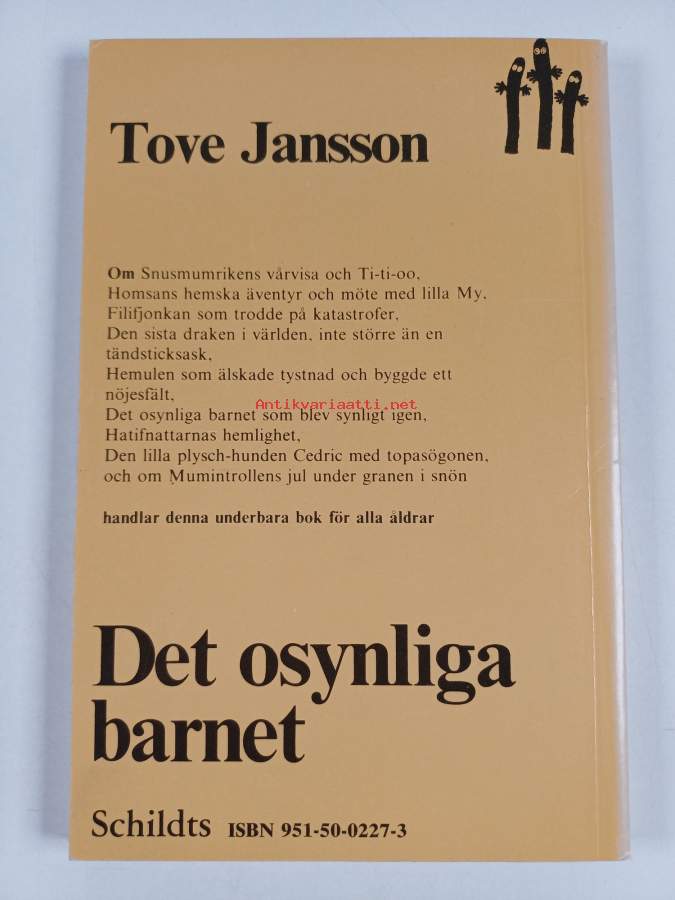 Tove Jansson
Om Snusmumrikens vårvisa och Ti-ti-oo,
Homsans hemska äventyr och möte med lilla My,
Filifjonkan som trodde på katastrofer,
Den sista draken i världen, inte större än en
tändsticksask,
Hemulen som älskade tystnad och byggde ett
nöjesfält,
Antikvariaatti.net
Det osynliga barnet som blev synligt igen,
Hatifnattarnas hemlighet,
Den lilla plysch-hunden Cedric med topasögonen,
och om Mumintrollens jul under granen i snön
handlar denna underbara bok för alla åldrar
Det osynliga
barnet
Schildts ISBN 951-50-0227-3